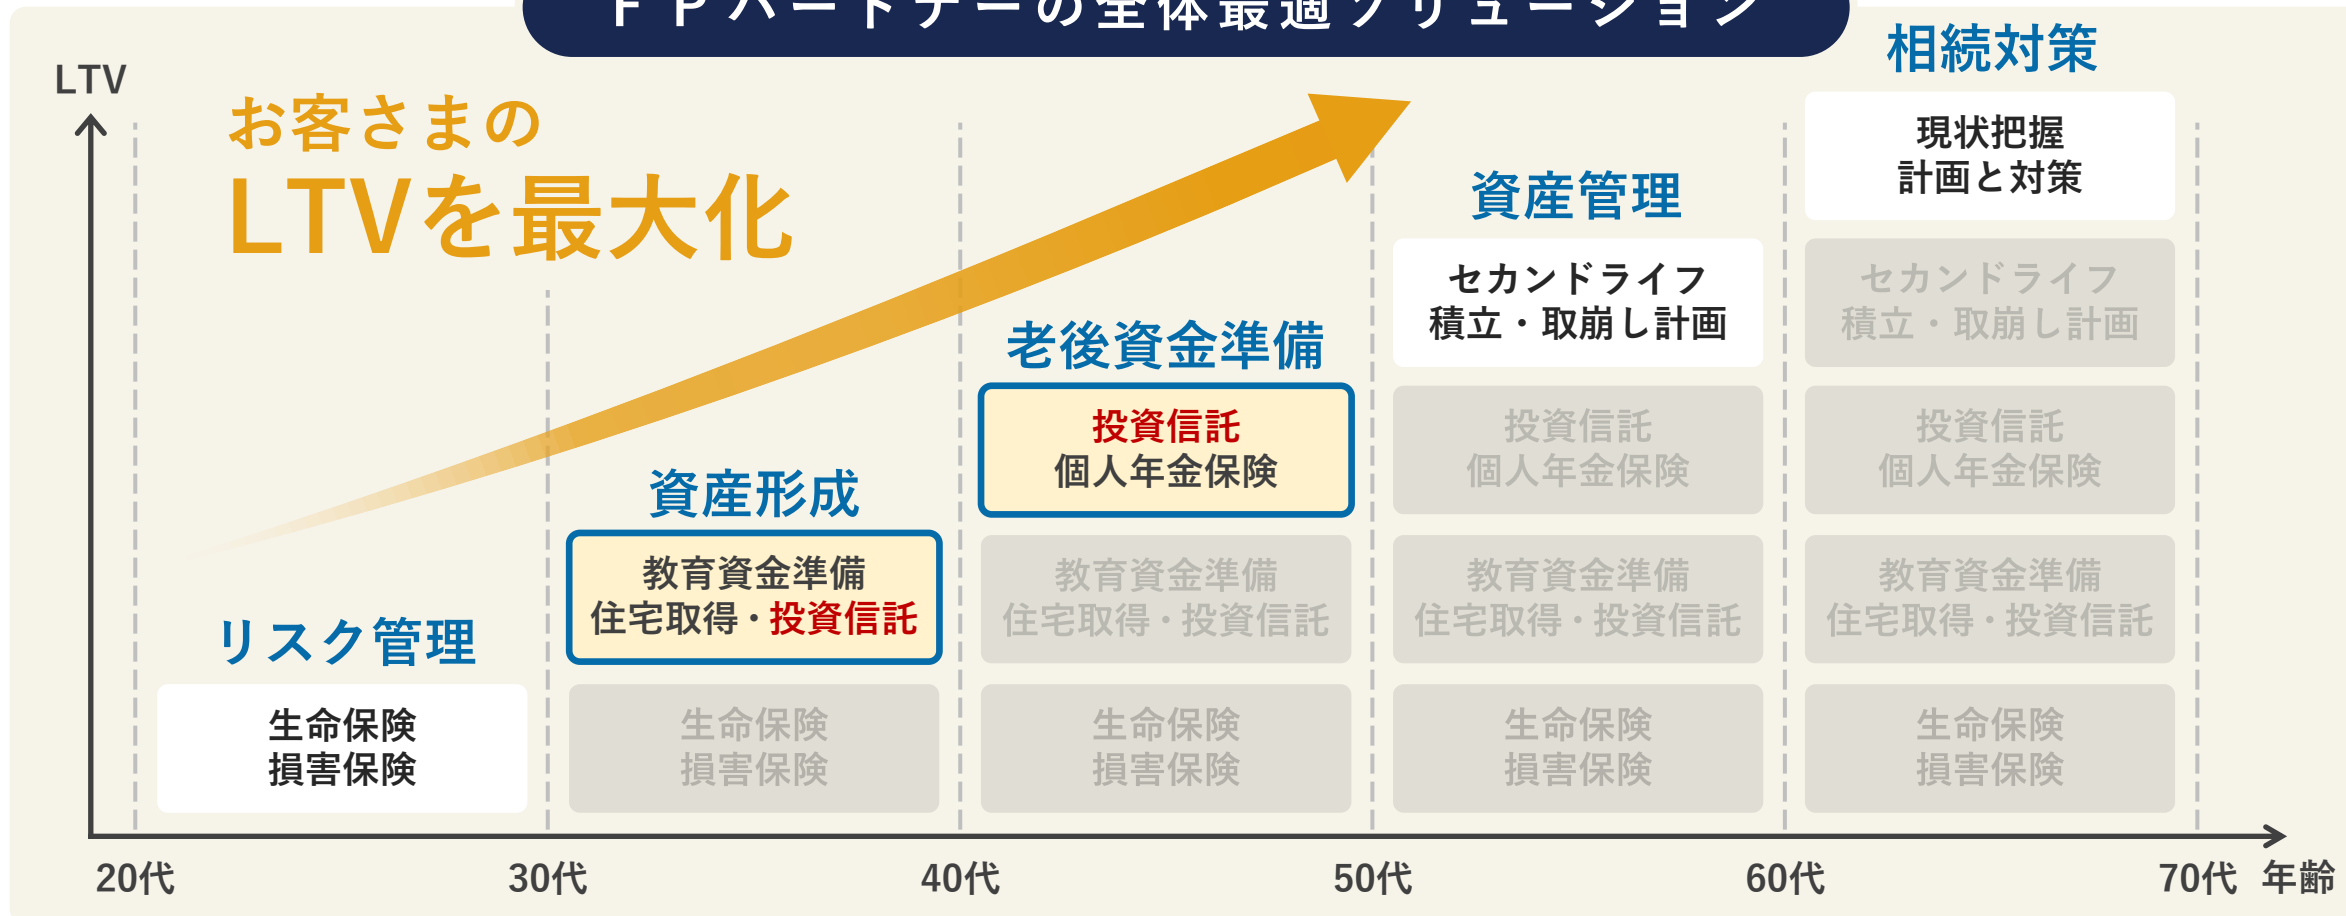 FPパートナーの全体最適ソリューション
LTV
お客さまの
LTVを最大化
リスク管理
生命保険
損害保険
資産形成
教育資金準備
住宅取得・投資信託
生命保険
損害保険
老後資金準備
投資信託
個人年金保険
教育資金準備
住宅取得・投資信託
生命保険
損害保険
資産管理
セカンドライフ
積立・取崩し計画
投資信託
個人年金保険
教育資金準備
住宅取得・投資信託
生命保険
損害保険
相続対策
現状把握
計画と対策
セカンドライフ
積立・取崩し計画
投資信託
個人年金保険
教育資金準備
住宅取得・投資信託
生命保険
損害保険
20代
30代
40代
50代
60代
70代
年齢